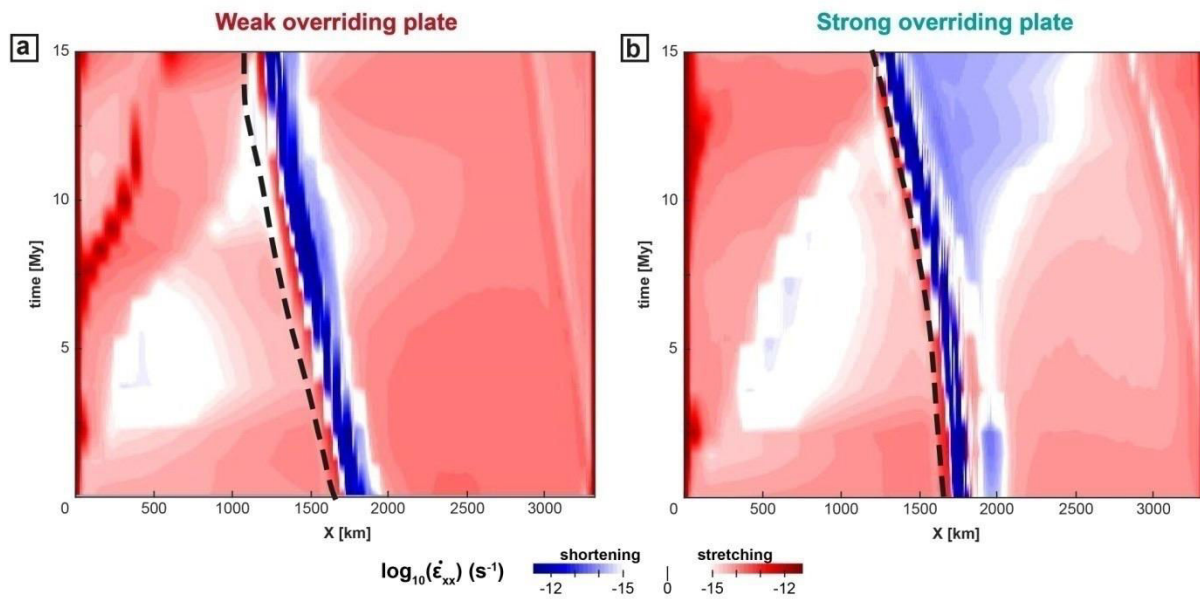 Weak overriding plate
Strong overriding plate
a
b
15
10
5
0
time [My]
500
1000
1500
2000
2500
3000
X [km]
15
10
5
0
time [My]
500
1000
1500
2000
2500
3000
X [km]
log₁₀(ε̇ₓₓ) (s⁻¹)
shortening
stretching
-12
-15
0
-15
-12